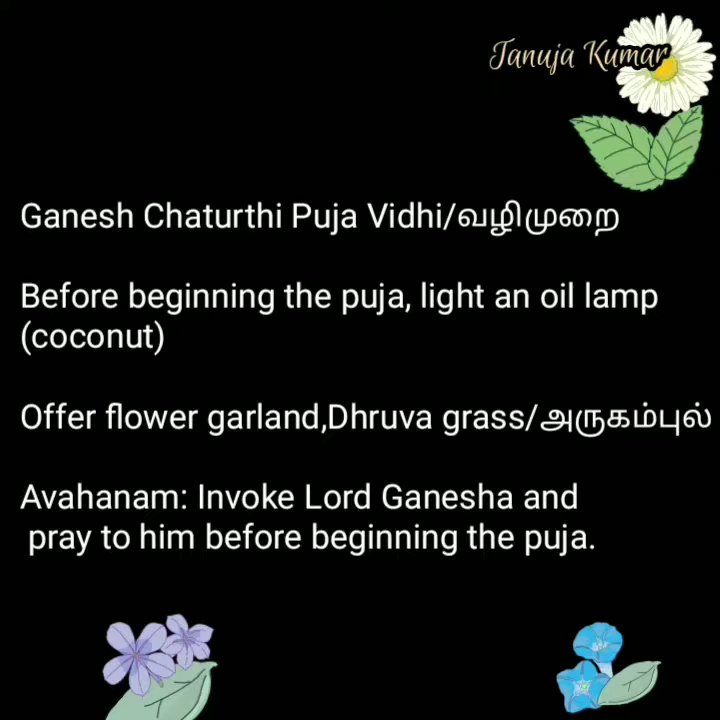 Tanuja Kumar
Ganesh Chaturthi Puja Vidhi/வழிமுறை
Before beginning the puja, light an oil lamp
(coconut)
Offer flower garland,Dhruva grass/அருகம்புல்
Avahanam: Invoke Lord Ganesha and
pray to him before beginning the puja.